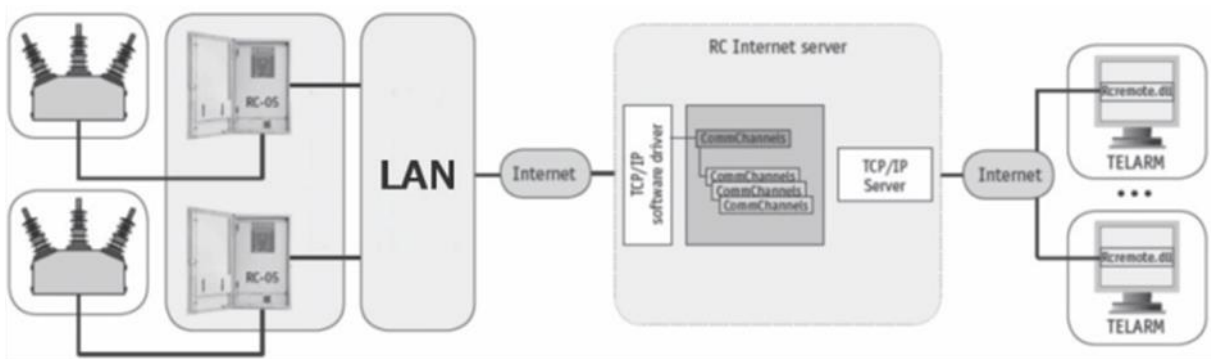 RC-05
RC-05
LAN
Internet
RC Internet server
TCP/IP
software driver
CommChannels
CommChannels
CommChannels
CommChannels
TCP/IP
Server
Internet
Rcremote.dll
TELARM
...
Rcremote.dll
TELARM